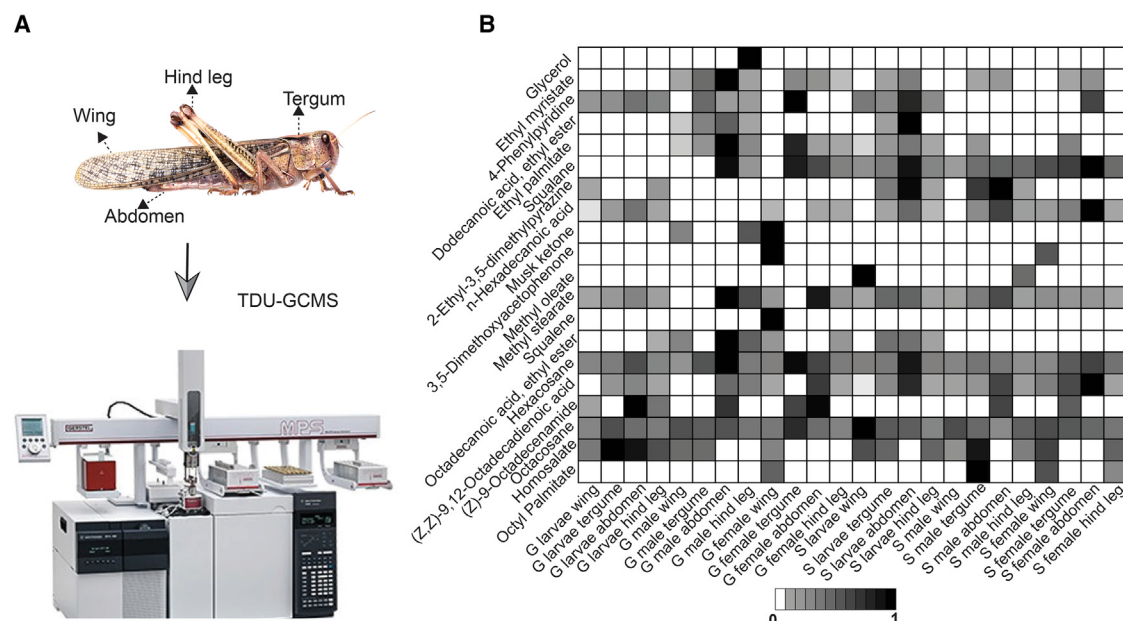 A
B
Hind leg
Wing
Tergum
Abdomen
TDU-GCMS
MPS
Glycerol
Ethyl myristate
4-Phenylpyridine
Dodecanoic acid, ethyl ester
Ethyl palmitate
Squalane
2-Ethyl-3,5-dimethylpyrazine
n-Hexadecanoic acid
Musk ketone
3,5-Dimethoxyacetophenone
Methyl oleate
Methyl stearate
Squalene
Octadecanoic acid, ethyl ester
Hexacosane
(Z,Z)-9,12-Octadecadienoic acid
(Z)-9-Octadecenamide
Octacosane
Homosalate
Octyl Palmitate
G larvae wing
G larvae tergume
G larvae abdomen
G larvae hind leg
G male wing
G male tergume
G male abdomen
G male hind leg
G female wing
G female tergume
G female abdomen
G female hind leg
S larvae wing
S larvae tergume
S larvae abdomen
S larvae hind leg
S male wing
S male tergume
S male abdomen
S male hind leg
S female wing
S female tergume
S female abdomen
S female hind leg
0
1